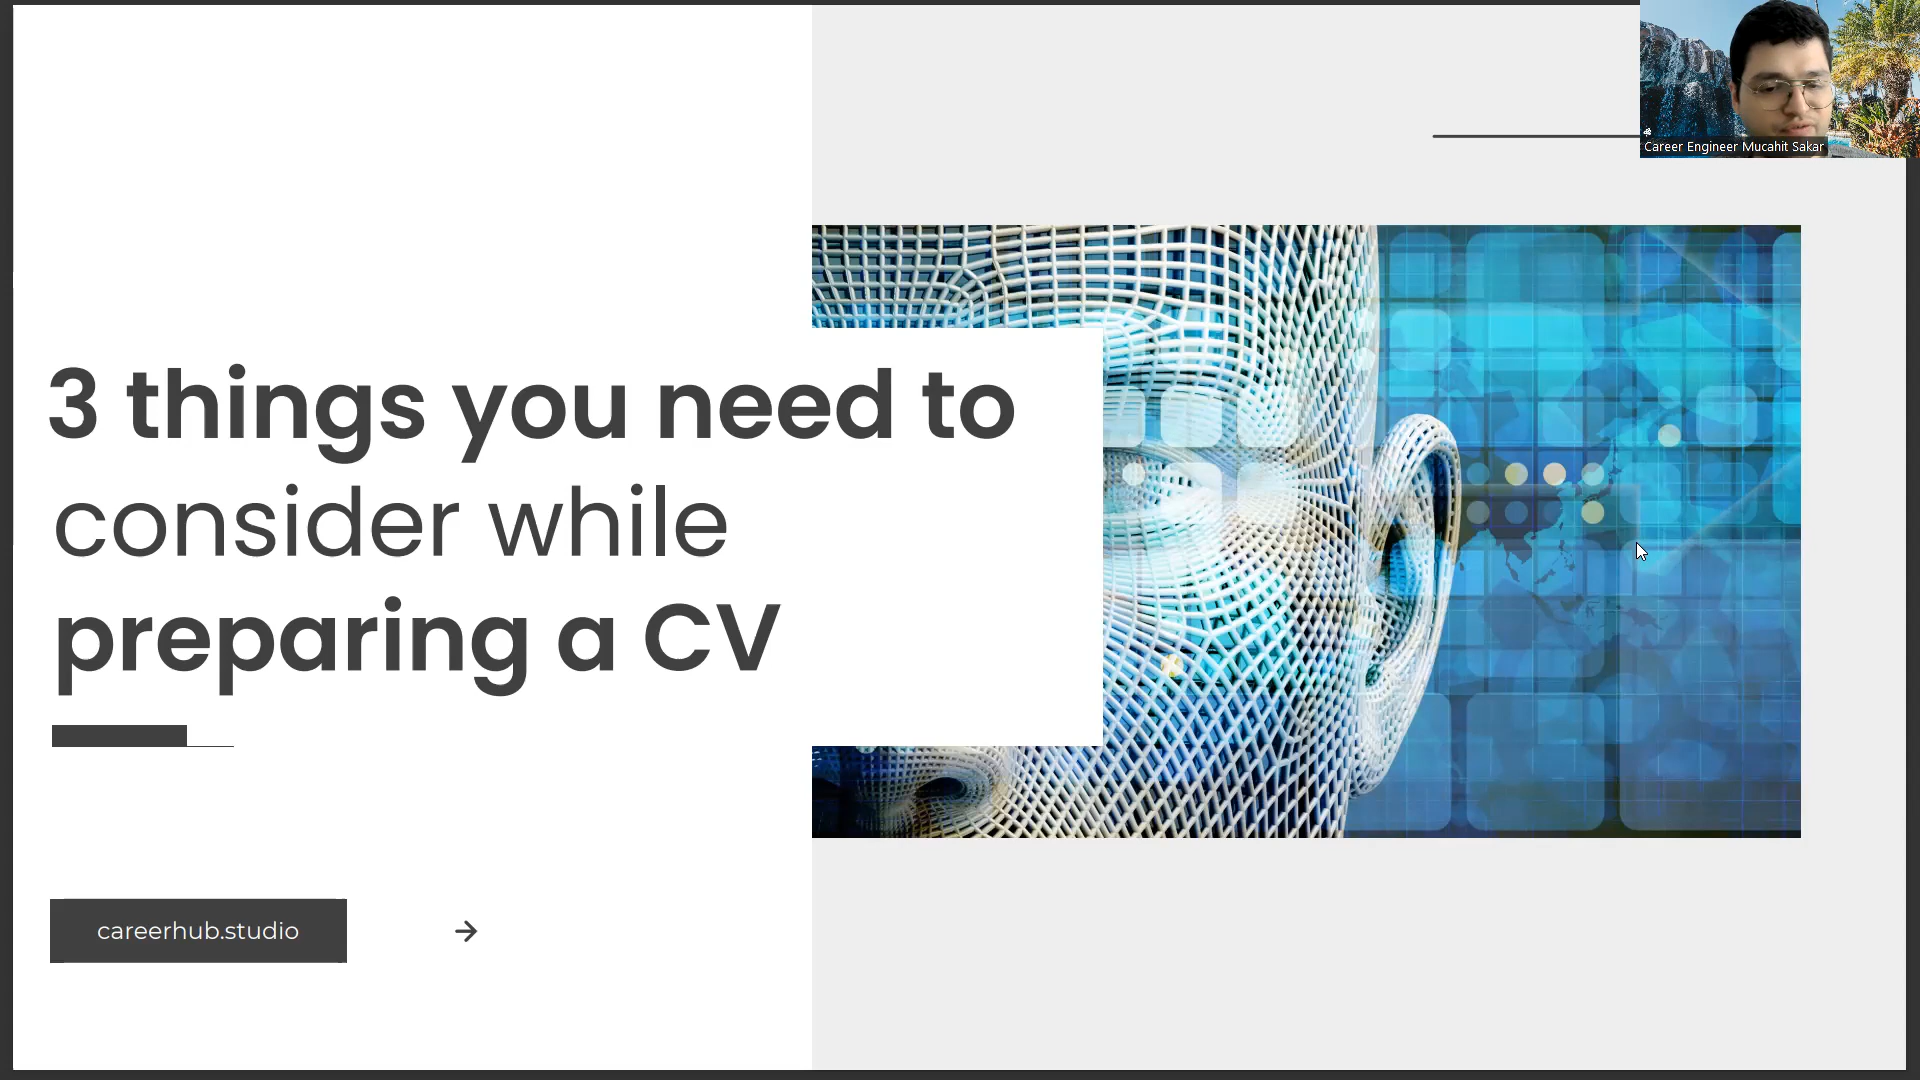 3 things you need to
consider while
preparing a CV
careerhub.studio
Career Engineer Mucahit Sakar